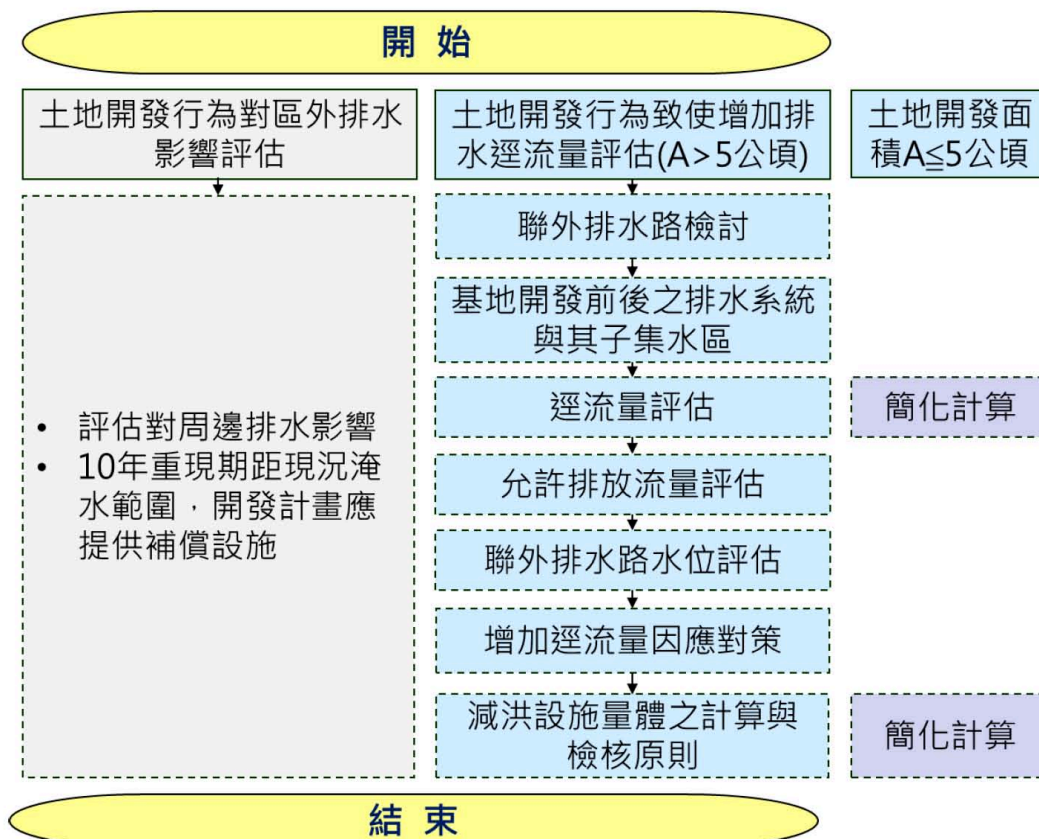 開 始
土地開發行為對區外排水
影響評估
• 評估對周邊排水影響
• 10年重現期距現況淹
水範圍，開發計畫應
提供補償設施
土地開發行為致使增加排
水逕流量評估(A>5公頃)
聯外排水路檢討
基地開發前後之排水系統
與其子集水區
逕流量評估
允許排放流量評估
聯外排水路水位評估
增加逕流量因應對策
減洪設施量體之計算與
檢核原則
土地開發面
積A≦5公頃
簡化計算
簡化計算
結 束